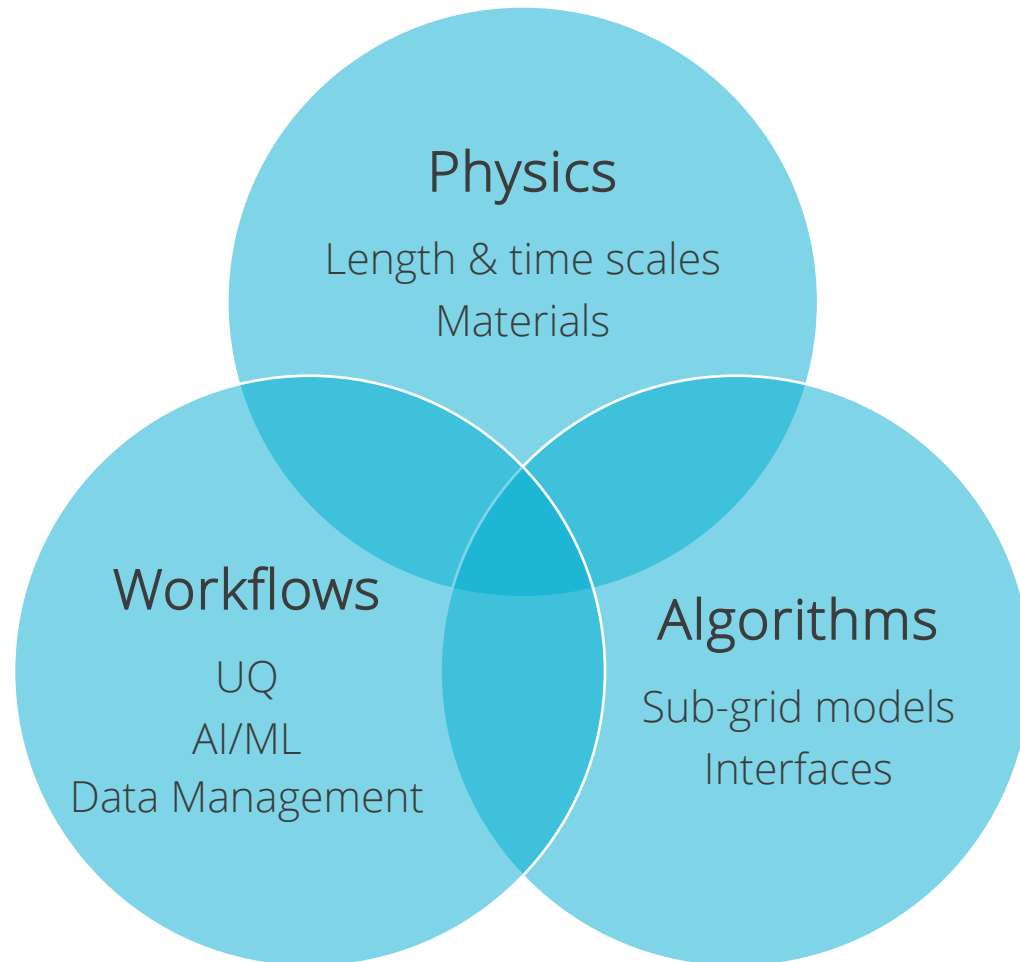 Physics
Length & time scales
Materials
Workflows
UQ
AI/ML
Data Management
Algorithms
Sub-grid models
Interfaces